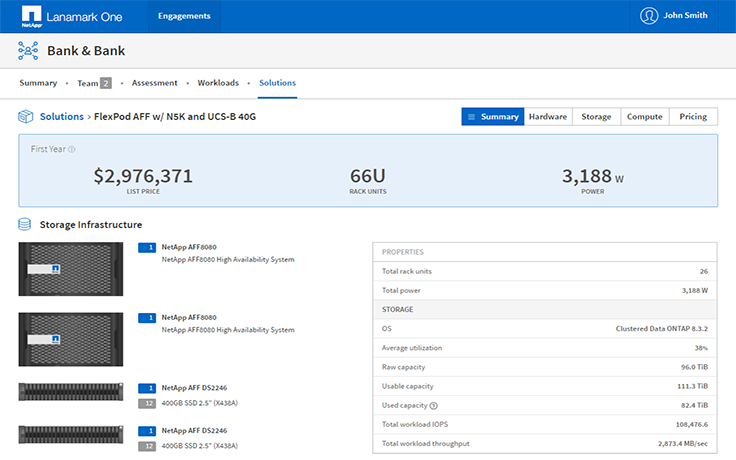 NetApp Lanamark One Engagements John Smith
Bank & Bank
Summary • Team 2 • Assessment • Workloads • Solutions
Solutions › FlexPod AFF w/ N5K and UCS-B 40G
Summary Hardware Storage Compute Pricing
First Year
$2,976,371 66U 3,188 W
LIST PRICE RACK UNITS POWER
Storage Infrastructure
1 NetApp AFF8080
NetApp AFF8080 High Availability System
1 NetApp AFF8080
NetApp AFF8080 High Availability System
1 NetApp AFF DS2246
12 400GB SSD 2.5" (X438A)
1 NetApp AFF DS2246
12 400GB SSD 2.5" (X438A)
PROPERTIES
Total rack units 26
Total power 3,188 W
STORAGE
OS Clustered Data ONTAP 8.3.2
Average utilization 38%
Raw capacity 96.0 TiB
Usable capacity 111.3 TiB
Used capacity ? 82.4 TiB
Total workload IOPS 108,476.6
Total workload throughput 2,873.4 MB/sec